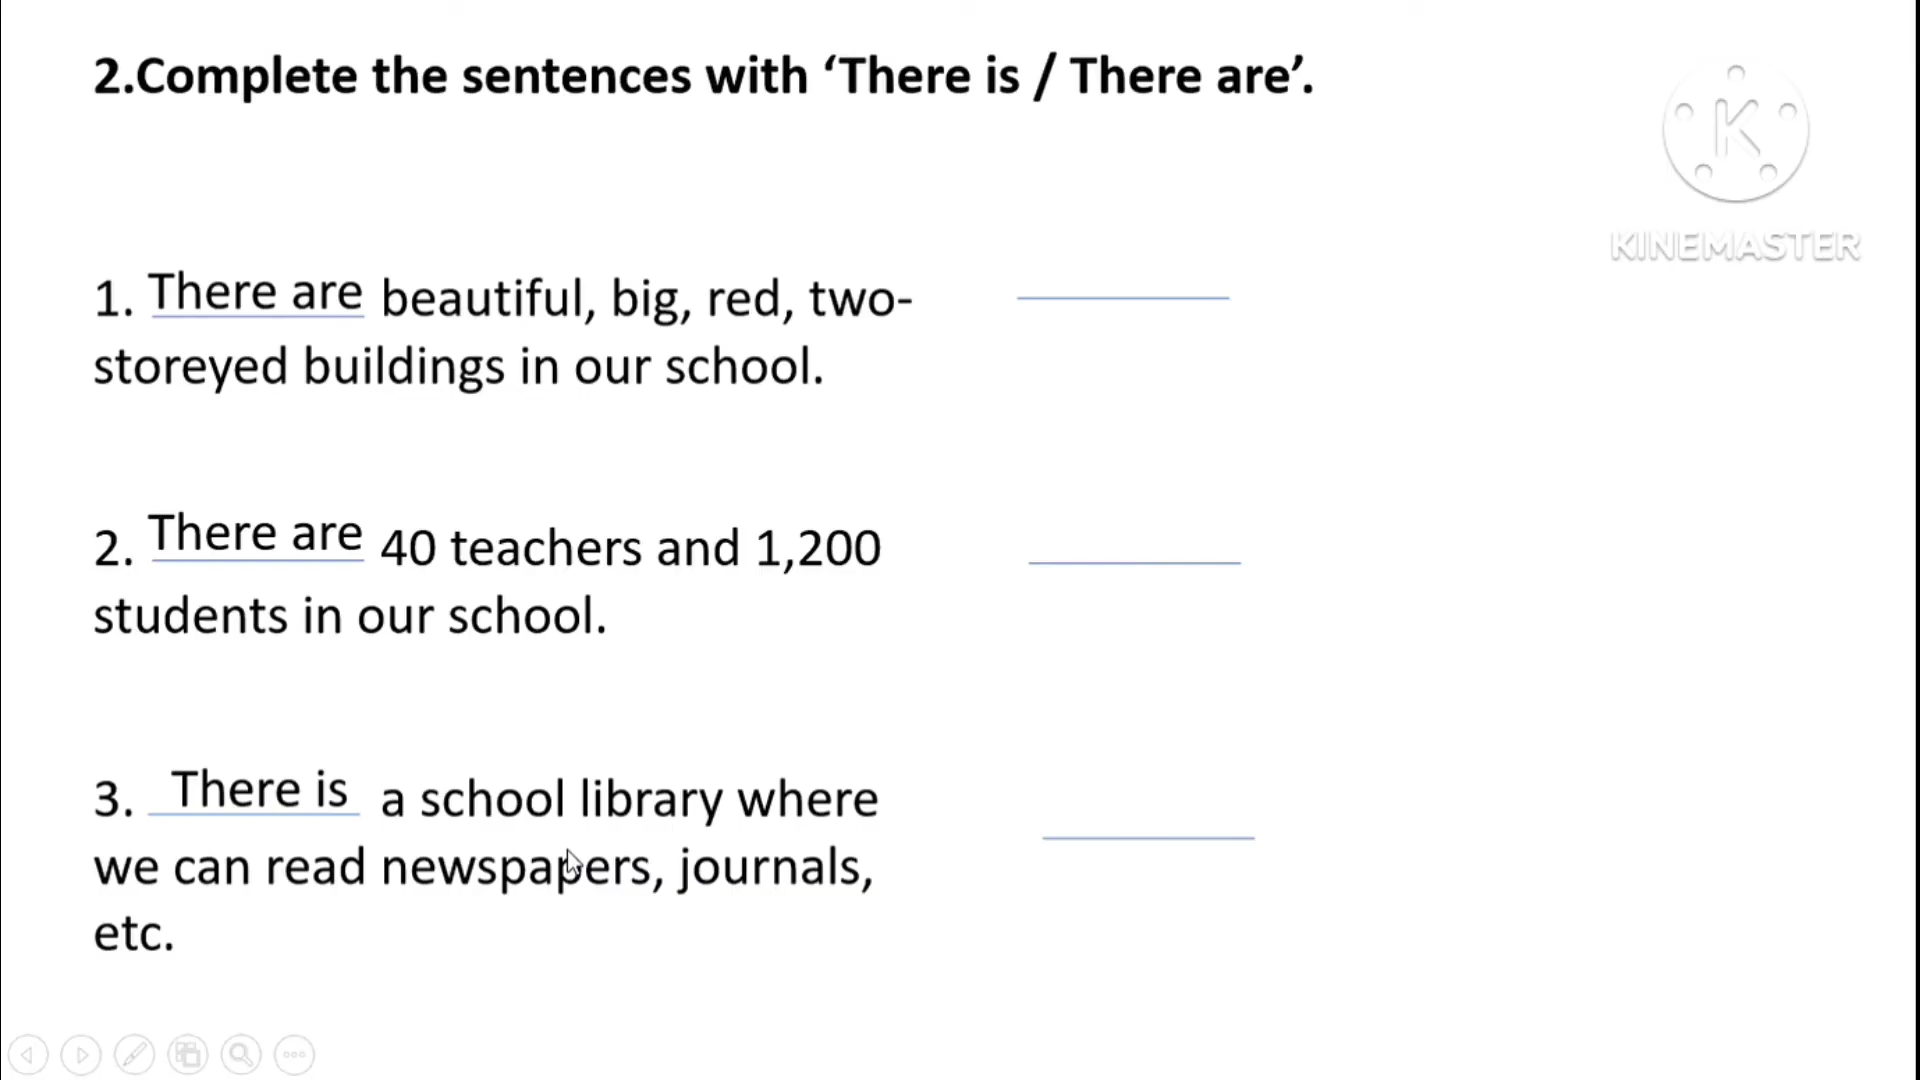 2.Complete the sentences with ‘There is / There are’.
K
KINEMASTER
1. There are beautiful, big, red, two-
storeyed buildings in our school.
2. There are 40 teachers and 1,200
students in our school.
3. There is a school library where
we can read newspapers, journals,
etc.